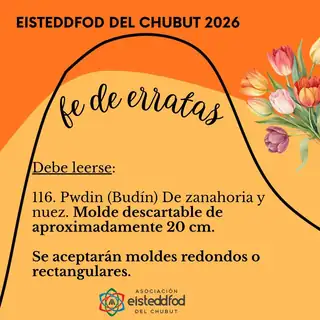 EISTEDDFOD DEL CHUBUT 2026
fe de erratas
Debe leerse:
116. Pwdin (Budín) De zanahoria y
nuez. Molde descartable de
aproximadamente 20 cm.
Se aceptarán moldes redondos o
rectangulares.
ASOCIACIÓN
eisteddfod
DEL CHUBUT